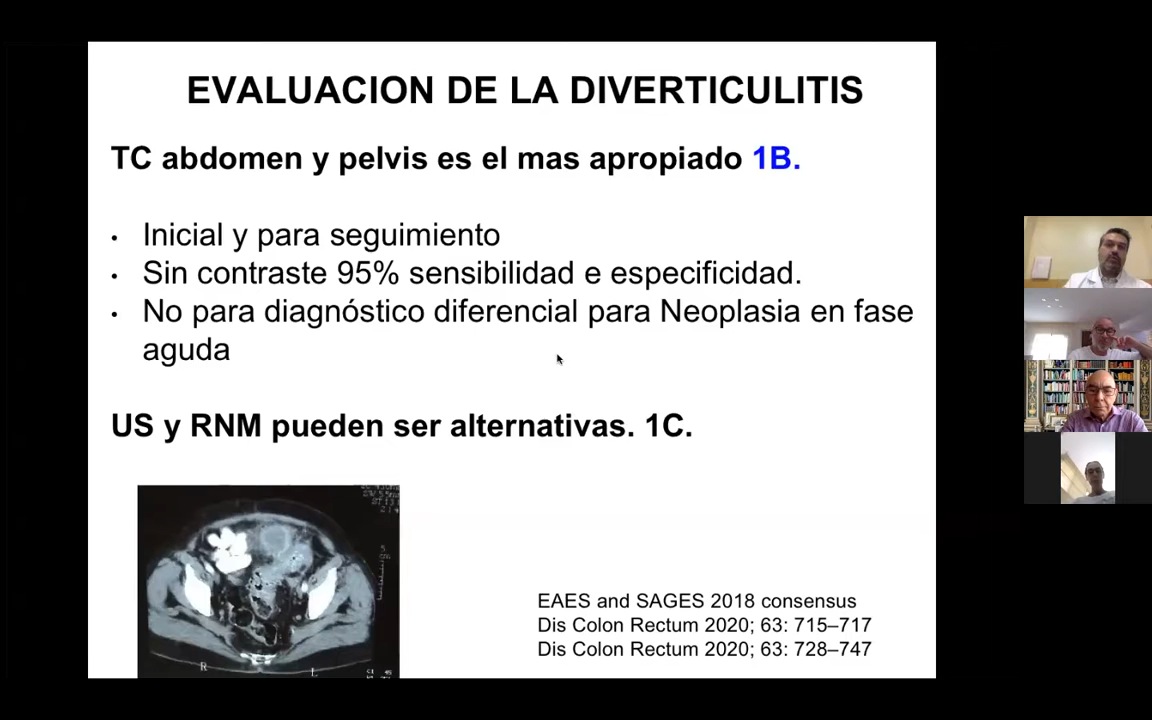 EVALUACION DE LA DIVERTICULITIS
TC abdomen y pelvis es el mas apropiado 1B.
• Inicial y para seguimiento
• Sin contraste 95% sensibilidad e especificidad.
• No para diagnóstico diferencial para Neoplasia en fase
aguda
US y RNM pueden ser alternativas. 1C.
R
L
EAES and SAGES 2018 consensus
Dis Colon Rectum 2020; 63: 715–717
Dis Colon Rectum 2020; 63: 728–747